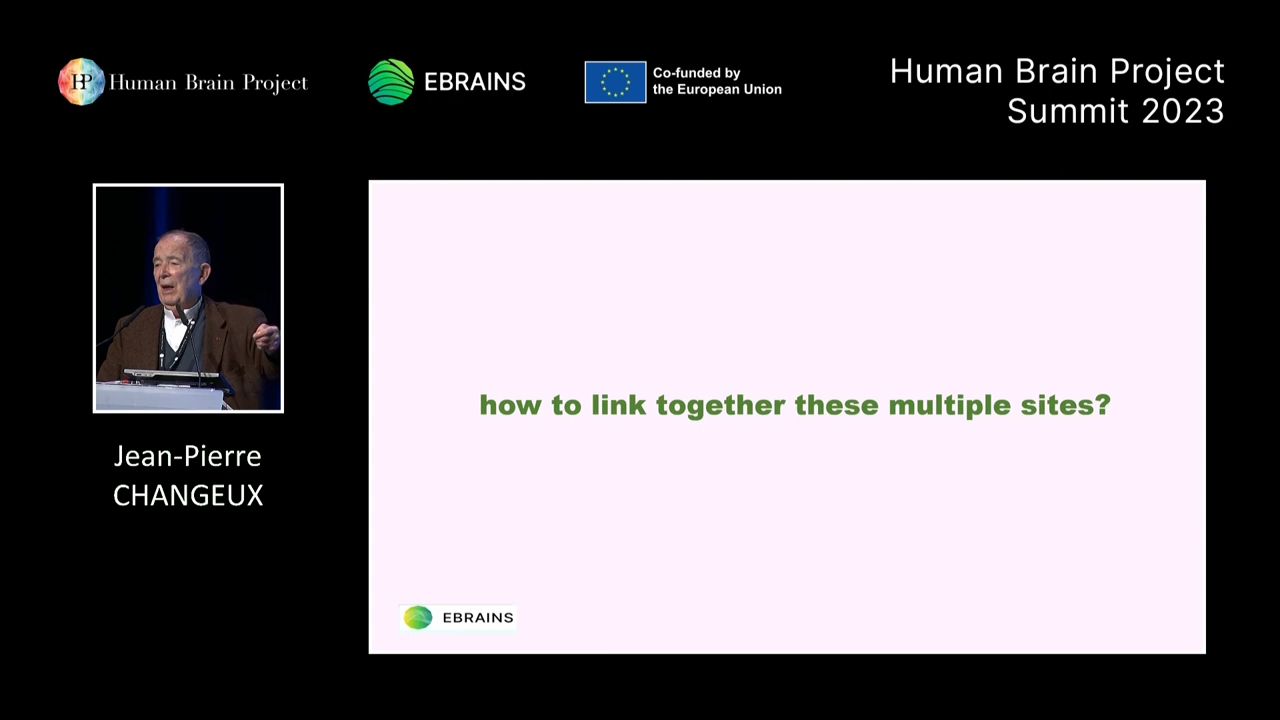 HP Human Brain Project
EBRAINS
Co-funded by
the European Union
Human Brain Project
Summit 2023
how to link together these multiple sites?
Jean-Pierre
CHANGEUX
EBRAINS